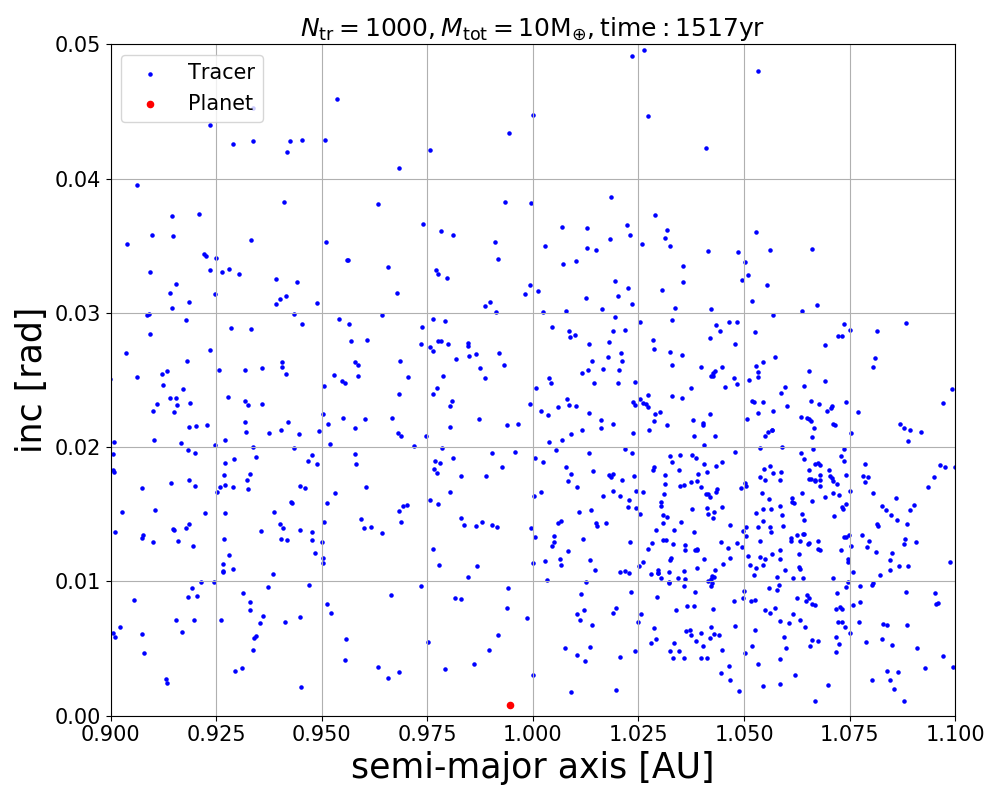 N_tr = 1000, M_tot = 10M_⊕, time : 1517yr
0.05
Tracer
Planet
0.04
0.03
inc [rad]
0.02
0.01
0.00
0.900 0.925 0.950 0.975 1.000 1.025 1.050 1.075 1.100
semi-major axis [AU]